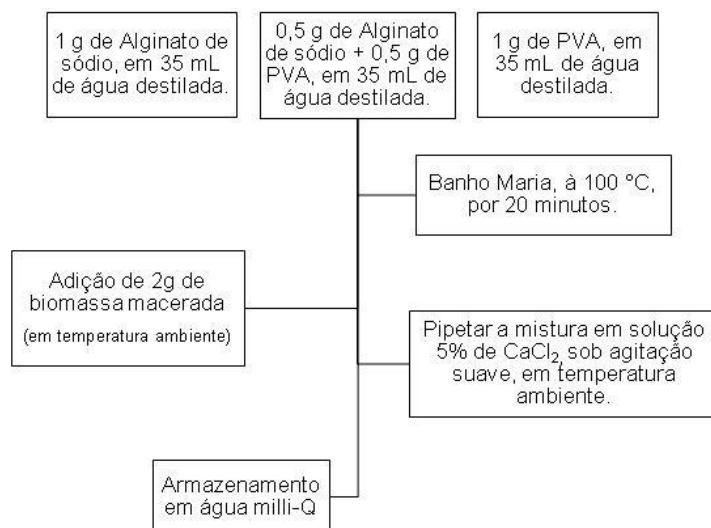 1 g de Alginato de
sódio, em 35 mL
de água destilada.
0,5 g de Alginato
de sódio + 0,5 g de
PVA, em 35 mL de
água destilada.
1 g de PVA, em
35 mL de água
destilada.
Banho Maria, à 100 ºC,
por 20 minutos.
Adição de 2g de
biomassa macerada
(em temperatura ambiente)
Pipetar a mistura em solução
5% de CaCl₂, sob agitação
suave, em temperatura
ambiente.
Armazenamento
em água milli-Q